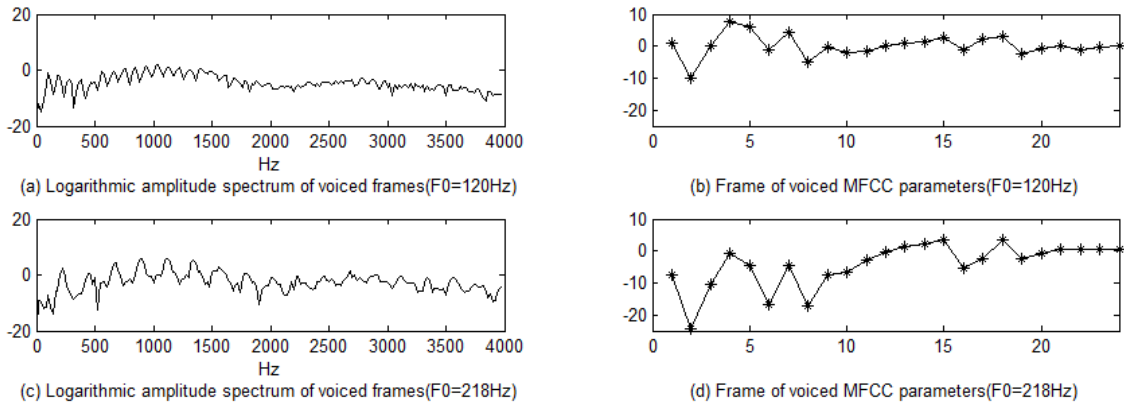 20
0
-20
0 500 1000 1500 2000 2500 3000 3500 4000
Hz
(a) Logarithmic amplitude spectrum of voiced frames(F0=120Hz)
10
0
-10
-20
0 5 10 15 20
(b) Frame of voiced MFCC parameters(F0=120Hz)
20
0
-20
0 500 1000 1500 2000 2500 3000 3500 4000
Hz
(c) Logarithmic amplitude spectrum of voiced frames(F0=218Hz)
10
0
-10
-20
0 5 10 15 20
(d) Frame of voiced MFCC parameters(F0=218Hz)